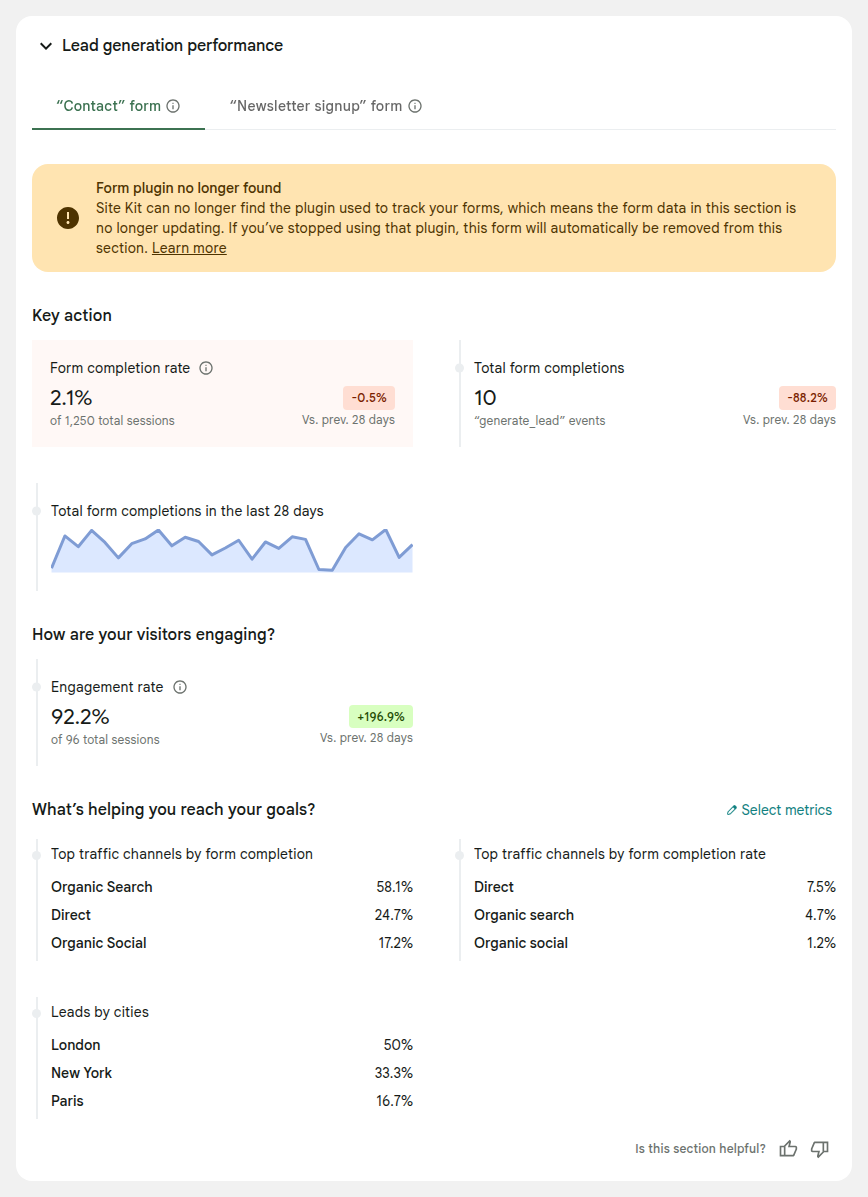 Lead generation performance
“Contact” form
“Newsletter signup” form
Form plugin no longer found
Site Kit can no longer find the plugin used to track your forms, which means the form data in this section is
no longer updating. If you’ve stopped using that plugin, this form will automatically be removed from this
section. Learn more
Key action
Form completion rate
2.1%
-0.5%
of 1,250 total sessions
Vs. prev. 28 days
Total form completions
10
-88.2%
“generate_lead” events
Vs. prev. 28 days
Total form completions in the last 28 days
How are your visitors engaging?
Engagement rate
92.2%
+196.9%
of 96 total sessions
Vs. prev. 28 days
What’s helping you reach your goals?
Select metrics
Top traffic channels by form completion
Organic Search 58.1%
Direct 24.7%
Organic Social 17.2%
Top traffic channels by form completion rate
Direct 7.5%
Organic search 4.7%
Organic social 1.2%
Leads by cities
London 50%
New York 33.3%
Paris 16.7%
Is this section helpful?